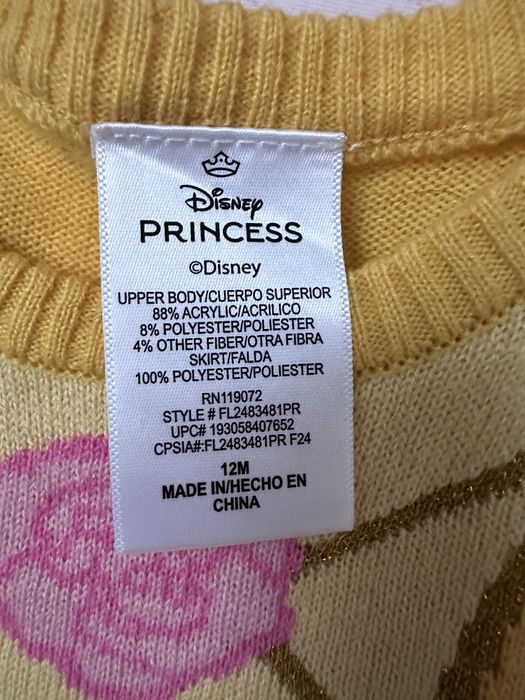 Disney
PRINCESS
©Disney
UPPER BODY/CUERPO SUPERIOR
88% ACRYLIC/ACRILICO
8% POLYESTER/POLIESTER
4% OTHER FIBER/OTRA FIBRA
SKIRT/FALDA
100% POLYESTER/POLIESTER
RN119072
STYLE # FL2483481PR
UPC# 193058407652
CPSIA#:FL2483481PR F24
12M
MADE IN/HECHO EN
CHINA